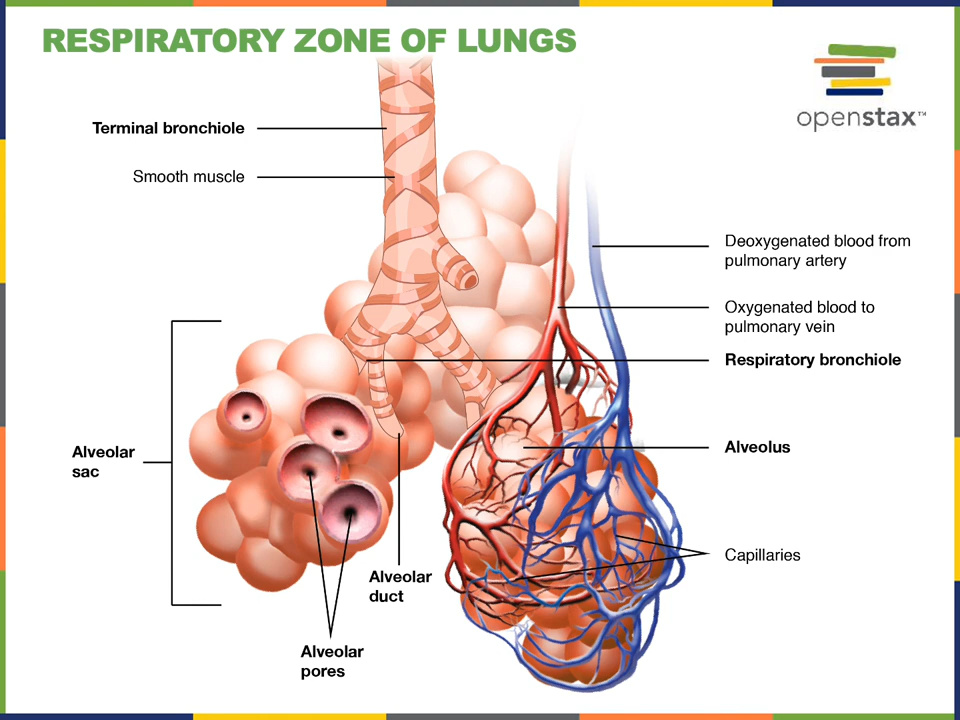 RESPIRATORY ZONE OF LUNGS
openstax™
Terminal bronchiole
Smooth muscle
Deoxygenated blood from
pulmonary artery
Oxygenated blood to
pulmonary vein
Respiratory bronchiole
Alveolus
Alveolar
sac
Capillaries
Alveolar
duct
Alveolar
pores